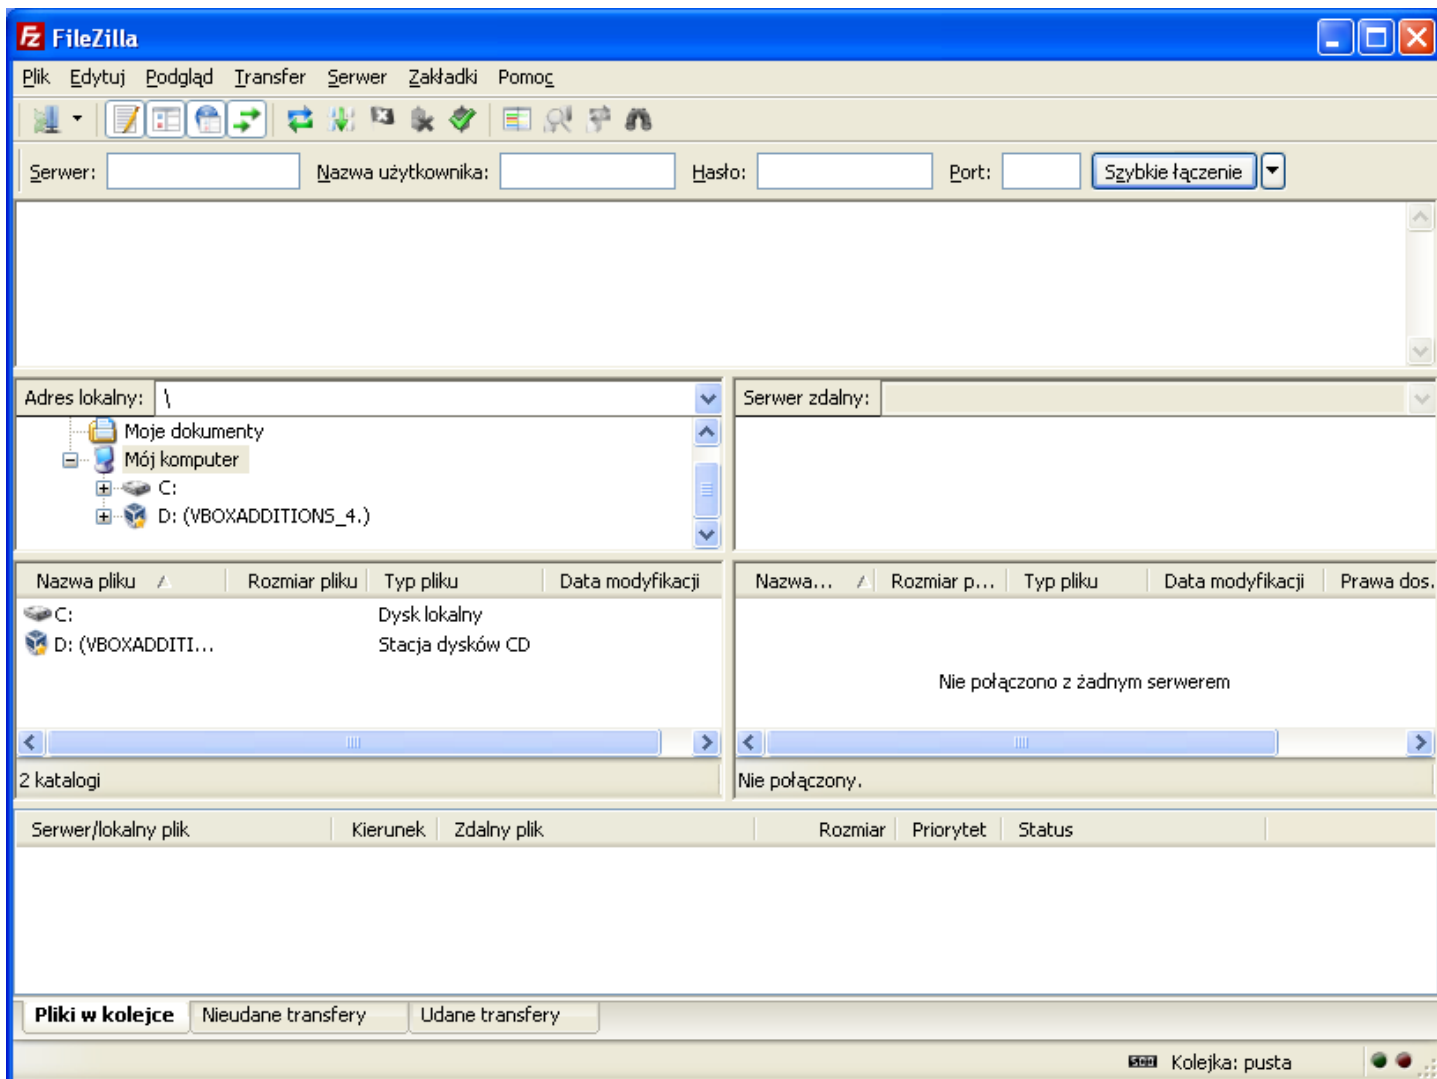 FileZilla
Plik Edytuj Podgląd Transfer Serwer Zakładki Pomoc
Serwer: Nazwa użytkownika: Hasło: Port: Szybkie łączenie
Adres lokalny: \ Serwer zdalny:
Moje dokumenty
Mój komputer
C:
D: (VBOXADDITIONS_4.)
Nazwa pliku Rozmiar pliku Typ pliku Data modyfikacji Nazwa... Rozmiar p... Typ pliku Data modyfikacji Prawa dos.
C: Dysk lokalny
D: (VBOXADDITI... Stacja dysków CD
Nie połączono z żadnym serwerem
2 katalogi Nie połączony.
Serwer/lokalny plik Kierunek Zdalny plik Rozmiar Priorytet Status
Pliki w kolejce Nieudane transfery Udane transfery
Kolejka: pusta